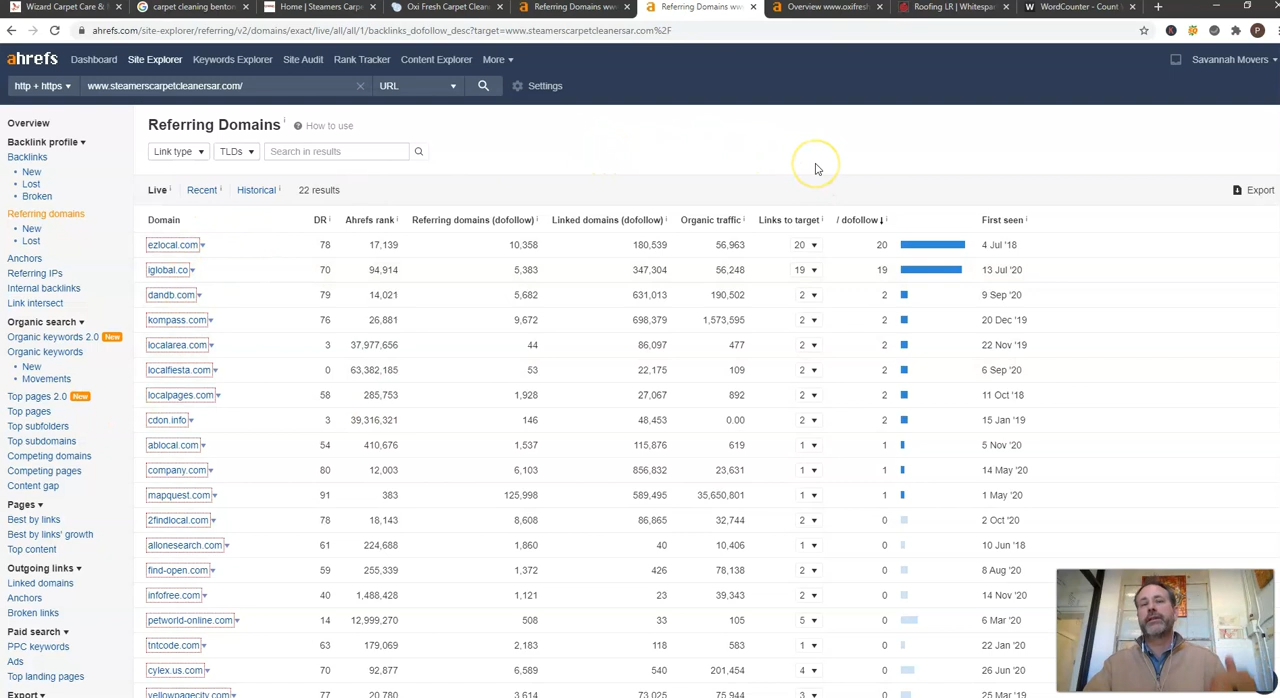 Wizard Carpet Care &
carpet cleaning benton
Home | Steamers Carpe
Oxi Fresh Carpet Clean
Referring Domains ww
Referring Domains ww
Overview www.oxifresh
Roofing LR | Whitespar
WordCounter - Count W
ahrefs.com/site-explorer/referring/v2/domains/exact/live/all/all/1/backlinks_dofollow_desc?target=www.steamerscarpetcleanersar.com%2F
ahrefs Dashboard Site Explorer Keywords Explorer Site Audit Rank Tracker Content Explorer More Savannah Movers
http + https www.steamerscarpetcleanersar.com/ URL Settings
Overview
Backlink profile
Backlinks
New
Lost
Broken
Referring domains
New
Lost
Anchors
Referring IPs
Internal backlinks
Link intersect
Organic search
Organic keywords 2.0 New
Organic keywords
New
Movements
Top pages 2.0 New
Top pages
Top subfolders
Top subdomains
Competing domains
Competing pages
Content gap
Pages
Best by links
Best by links' growth
Top content
Outgoing links
Linked domains
Anchors
Broken links
Paid search
PPC keywords
Ads
Top landing pages
Export
Referring Domains i How to use
Link type TLDs Search in results
Live Recent Historical 22 results Export
Domain DR Ahrefs rank Referring domains (dofollow) Linked domains (dofollow) Organic traffic Links to target / dofollow First seen
ezlocal.com 78 17,139 10,358 180,539 56,963 20 20 4 Jul '18
iglobal.co 70 94,914 5,383 347,304 56,248 19 19 13 Jul '20
dandb.com 79 14,021 5,682 631,013 190,502 2 2 9 Sep '20
kompass.com 76 26,881 9,672 698,379 1,573,595 2 2 20 Dec '19
localarea.com 3 37,977,656 44 86,097 477 2 2 22 Nov '19
localfiesta.com 0 63,382,185 53 22,175 109 2 2 6 Sep '20
localpages.com 58 285,753 1,928 27,067 892 2 2 11 Oct '18
cdon.info 3 39,316,321 146 48,453 0.00 2 2 15 Jan '19
ablocal.com 54 410,676 1,537 115,876 619 1 1 5 Nov '20
company.com 80 12,003 6,103 856,832 23,631 1 1 14 May '20
mapquest.com 91 383 125,998 589,495 35,650,801 1 1 1 May '20
2findlocal.com 78 18,143 8,608 86,865 32,744 2 0 2 Oct '20
allonesearch.com 61 224,688 1,860 40 10,406 1 0 10 Jun '18
find-open.com 59 255,339 1,372 426 78,138 2 0 8 Aug '20
infofree.com 40 1,488,428 1,121 23 39,343 2 0 14 Nov '20
petworld-online.com 14 12,999,270 508 33 105 5 0 6 Mar '20
tntcode.com 63 179,069 2,183 118 583 1 0 22 Jan '20
cylex.us.com 70 92,877 6,589 540 201,454 4 0 26 Jun '20
yellowpagecity.com 77 20,780 3,614 73,025 75,944 3 0 25 Mar '19